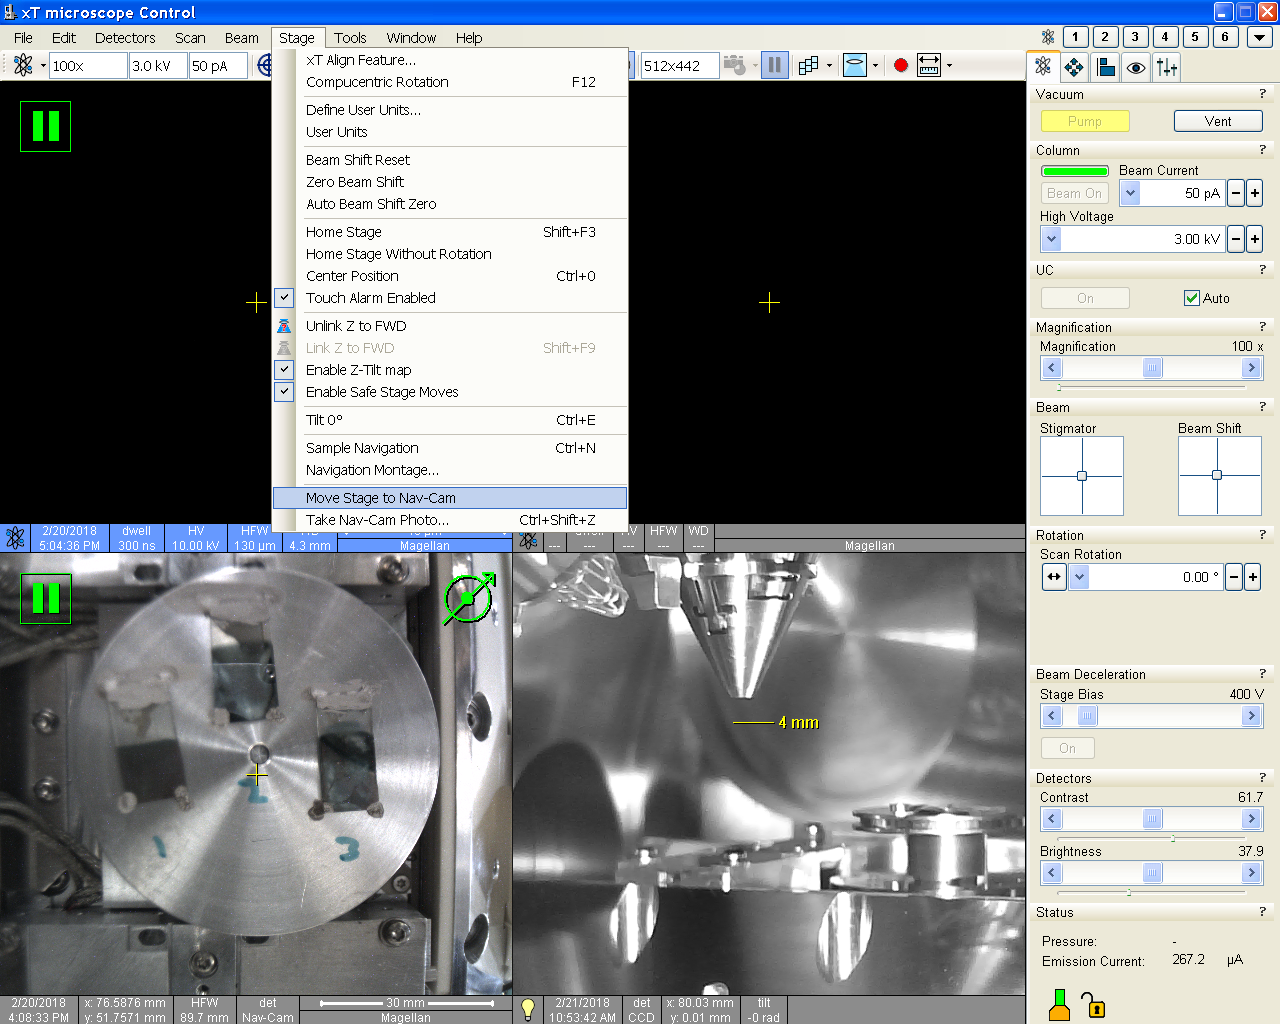 xT microscope Control
File Edit Detectors Scan Beam Stage Tools Window Help
1 2 3 4 5 6
100x 3.0 kV 50 pA 512x442
xT Align Feature...
Compucentric Rotation F12
Define User Units...
User Units
Beam Shift Reset
Zero Beam Shift
Auto Beam Shift Zero
Home Stage Shift+F3
Home Stage Without Rotation
Center Position Ctrl+0
Touch Alarm Enabled
Unlink Z to FWD
Link Z to FWD Shift+F9
Enable Z-Tilt map
Enable Safe Stage Moves
Tilt 0° Ctrl+E
Sample Navigation Ctrl+N
Navigation Montage...
Move Stage to Nav-Cam
Take Nav-Cam Photo... Ctrl+Shift+Z
2/20/2018 dwell HV HFW
5:04:36 PM 300 ns 10.00 kV 130 µm 4.3 mm Magellan
HFW WD
--- --- --- --- --- Magellan
4 mm
1
2
3
2/20/2018 x: 76.5876 mm HFW det 30 mm
4:08:33 PM y: 51.7571 mm 89.7 mm Nav-Cam Magellan
2/21/2018 det x: 80.03 mm tilt
10:53:42 AM CCD y: 0.01 mm -0 rad
Vacuum ?
Pump Vent
Column ?
Beam Current
Beam On 50 pA
High Voltage
3.00 kV
UC ?
On Auto
Magnification ?
Magnification 100 x
Beam ?
Stigmator Beam Shift
Rotation ?
Scan Rotation
0.00 °
Beam Deceleration ?
Stage Bias 400 V
On
Detectors ?
Contrast 61.7
Brightness 37.9
Status ?
Pressure: -
Emission Current: 267.2 µA